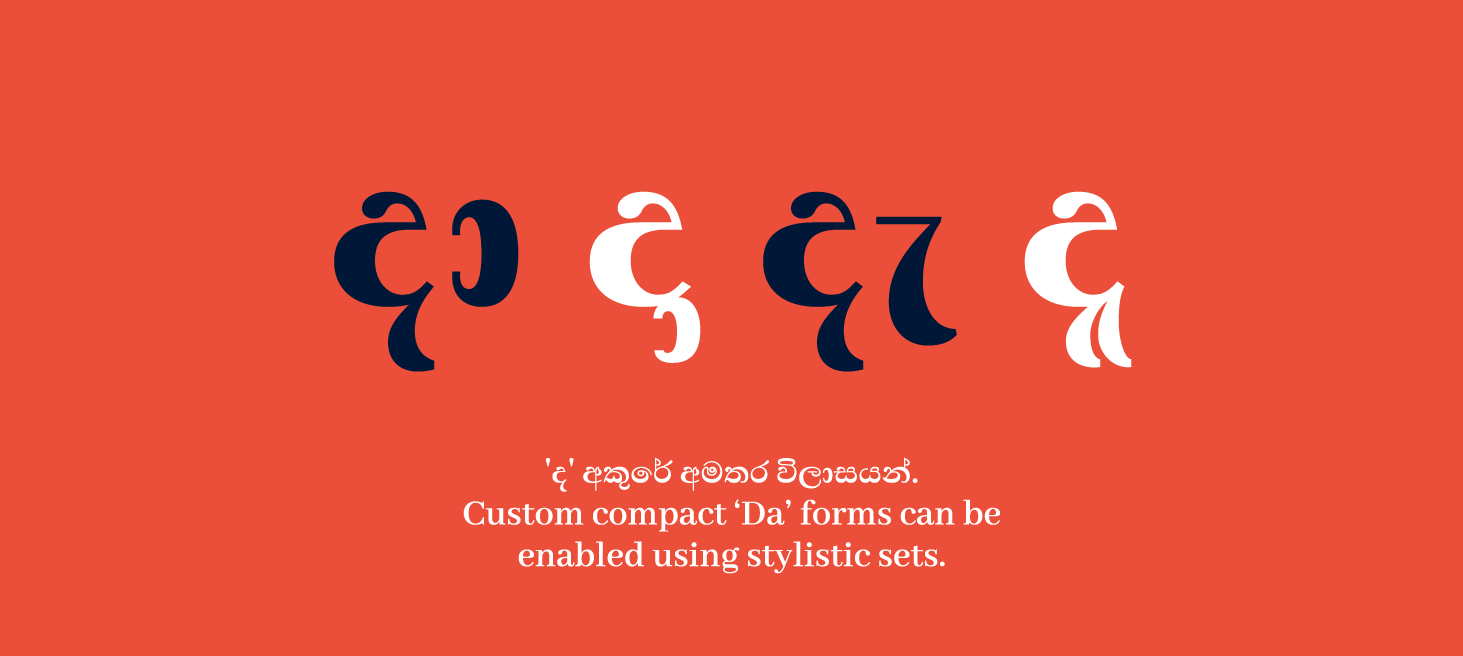 දා දා දැ දැ
'ද' අකුරේ අමතර විලාසයන්.
Custom compact ‘Da’ forms can be
enabled using stylistic sets.